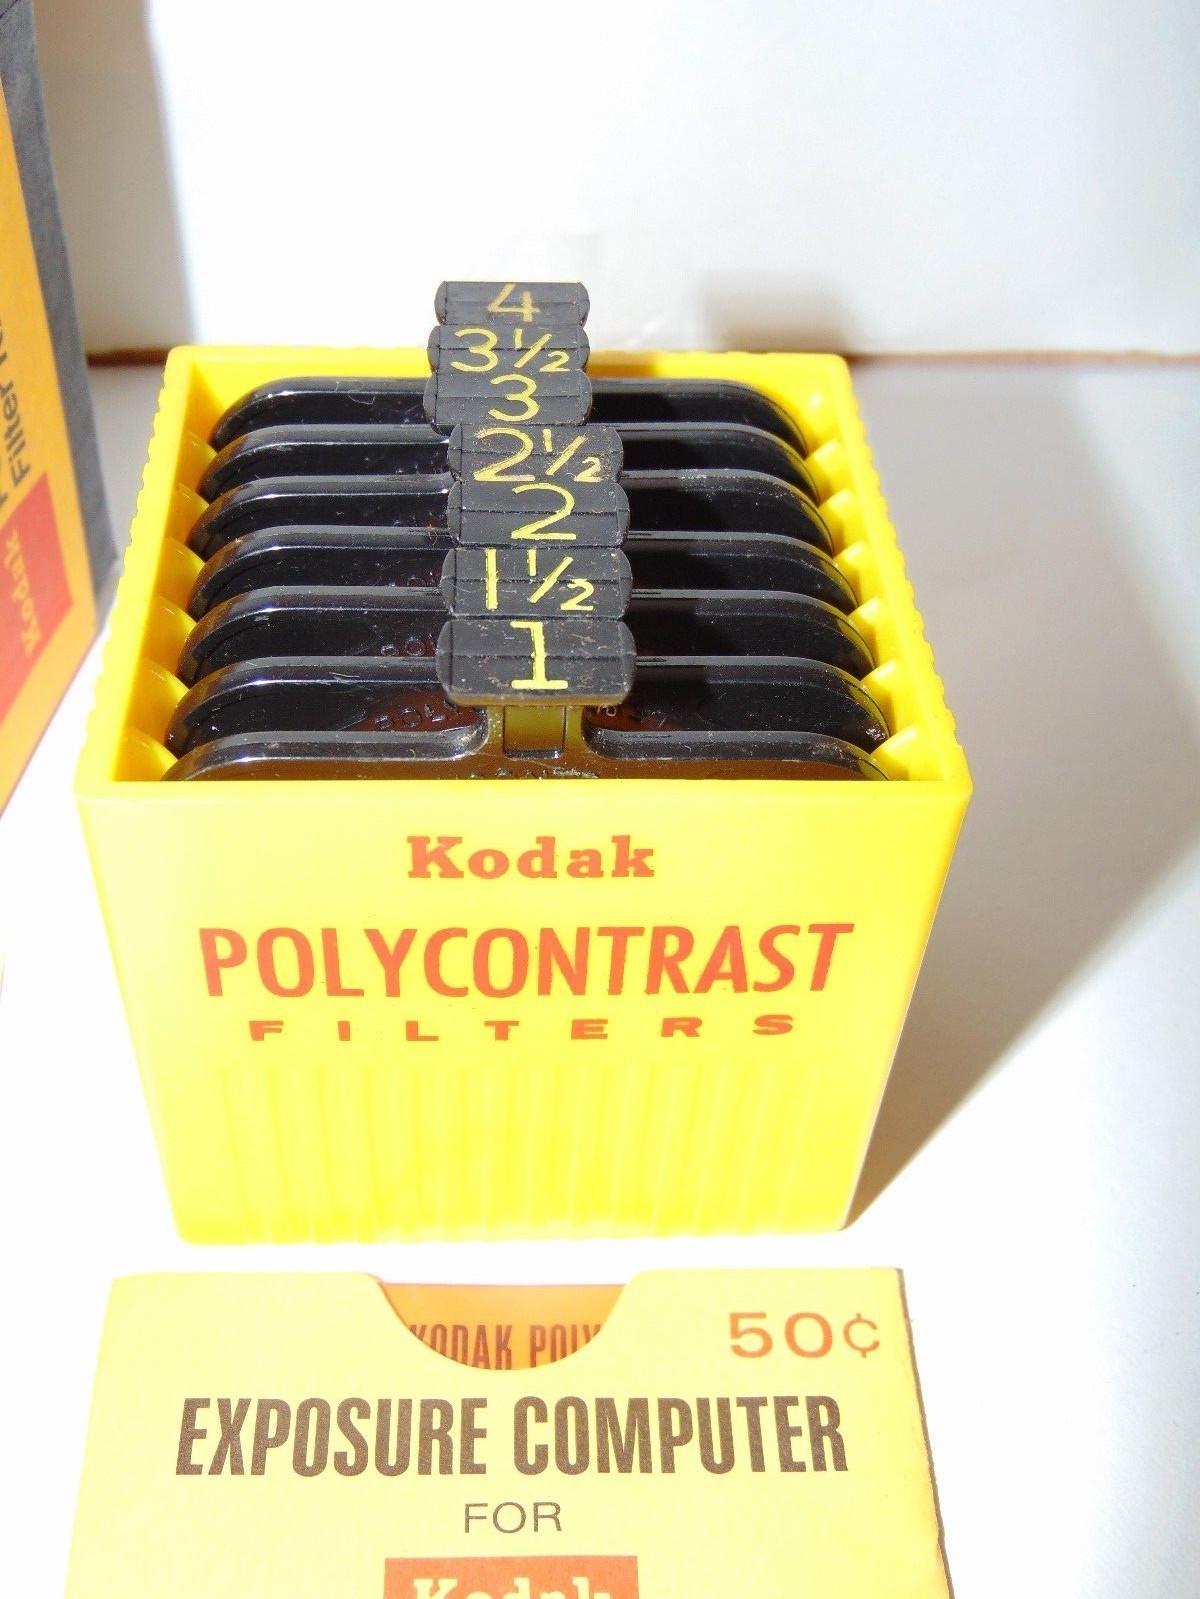 4
3½
3
2½
2
1½
1
Kodak
POLYCONTRAST
FILTERS
KODAK POLY
50¢
EXPOSURE COMPUTER
FOR
Kodak
Kodak
Filter